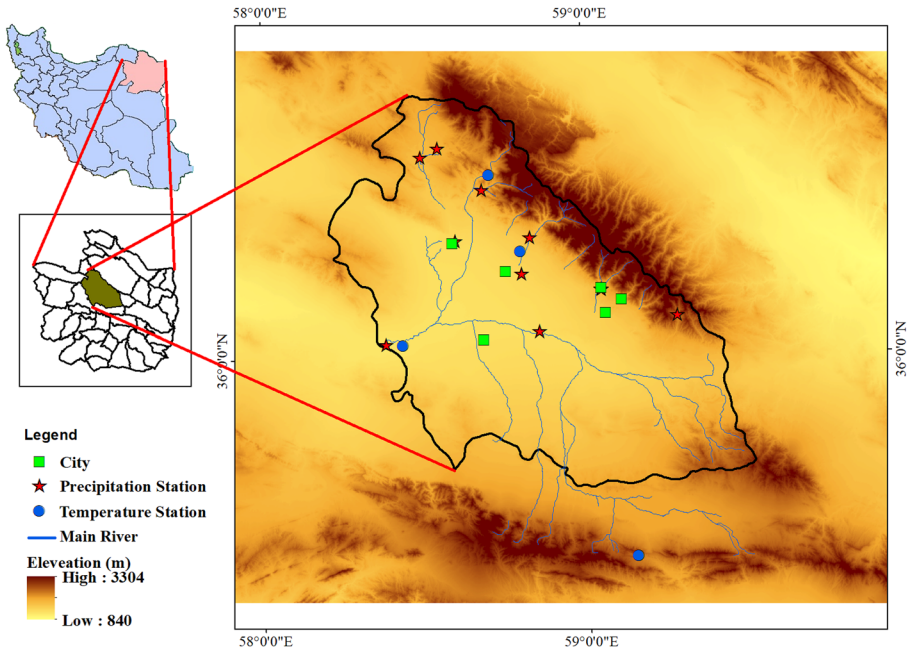 58°0'0"E
59°0'0"E
36°0'0"N
36°0'0"N
Legend
City
Precipitation Station
Temperature Station
Main River
Eleveation (m)
High : 3304
Low : 840
58°0'0"E
59°0'0"E